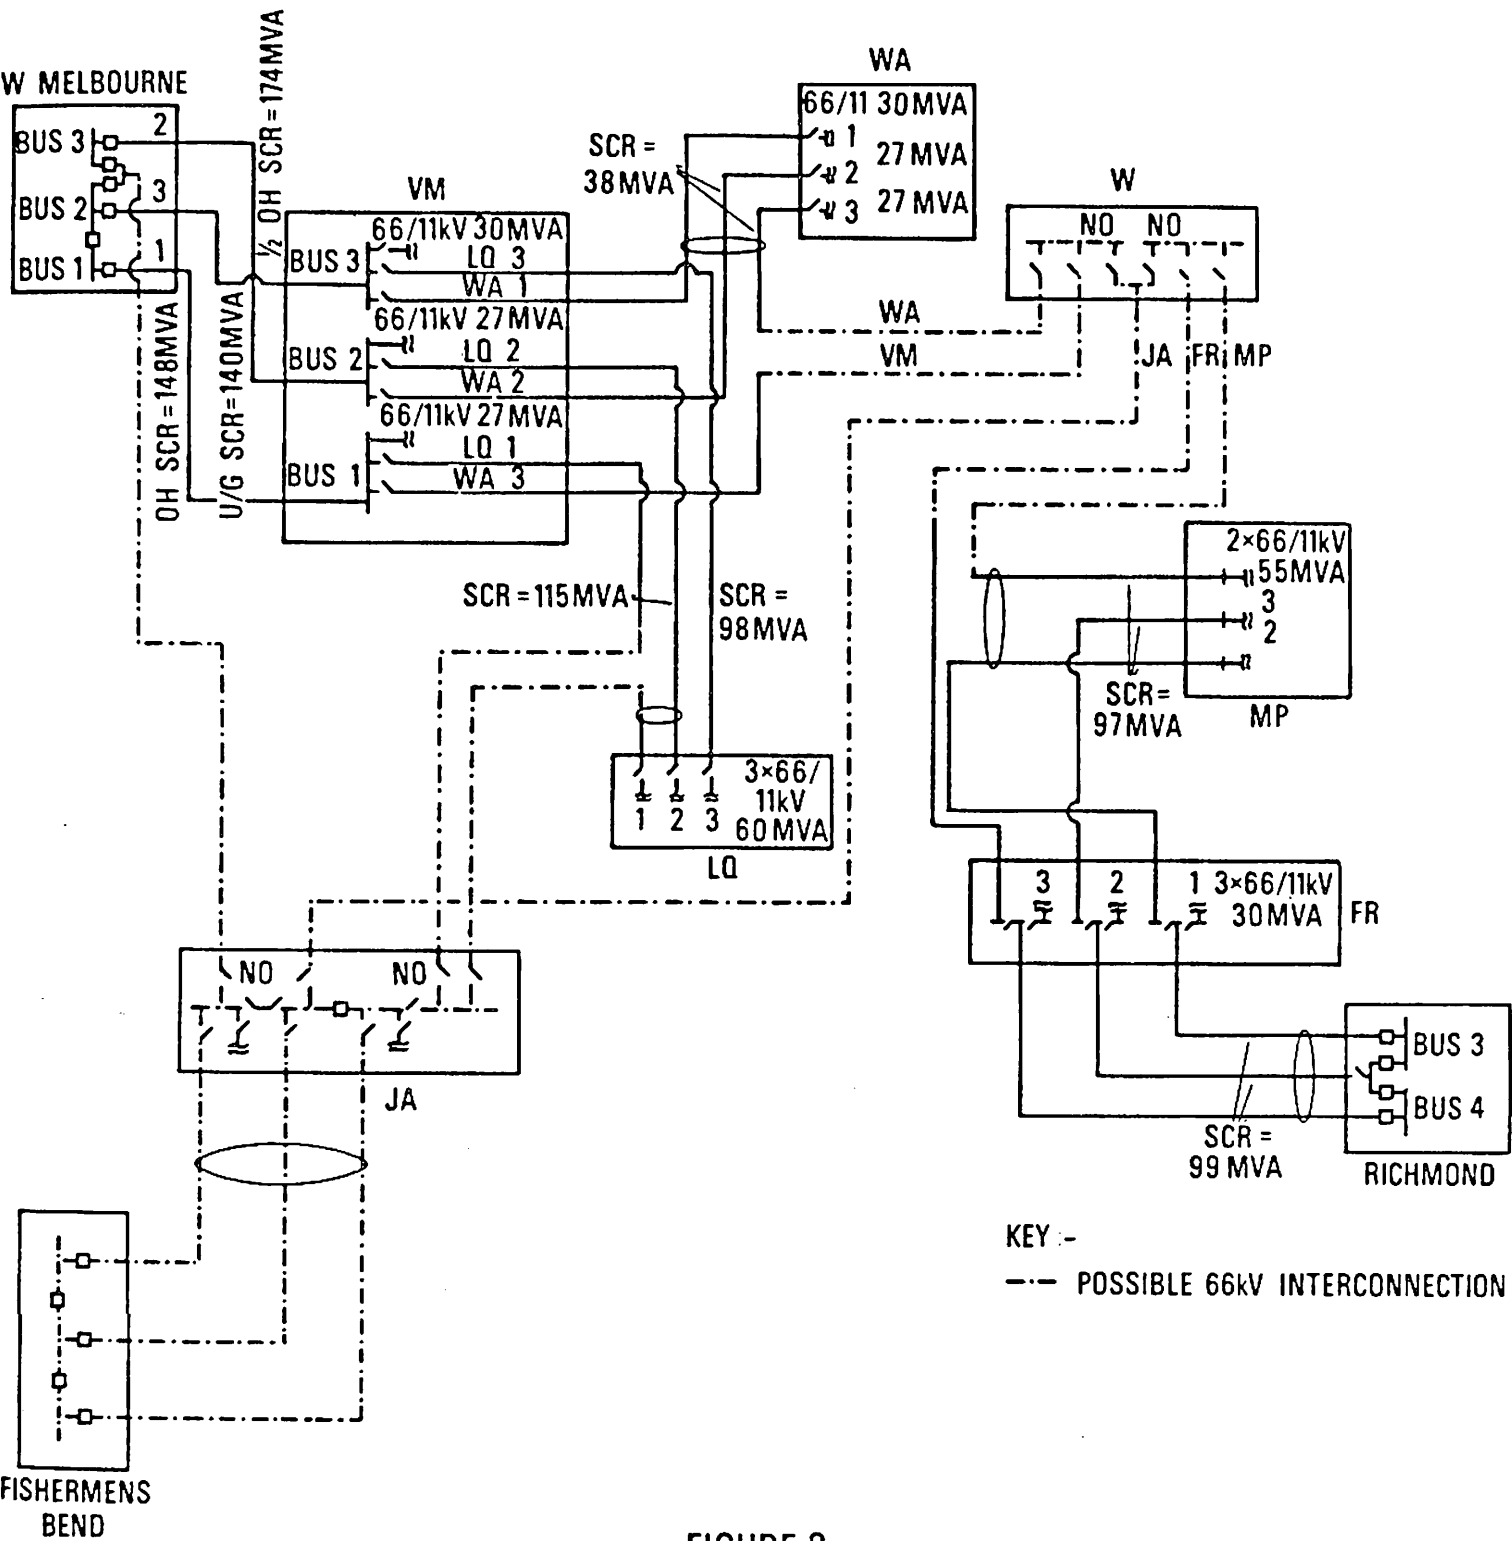 W MELBOURNE
BUS 3
2
BUS 2
3
BUS 1
1
OH SCR=148MVA
U/G SCR=140MVA
½ OH SCR=174MVA
VM
66/11kV 30MVA
BUS 3
LQ 3
WA 1
66/11kV 27MVA
BUS 2
LQ 2
WA 2
66/11kV 27MVA
LQ 1
BUS 1
WA 3
SCR =
38MVA
WA
66/11 30MVA
1
27MVA
2
27 MVA
3
W
NO NO
WA
VM
JA
FR
MP
2×66/11kV
55MVA
3
2
MP
SCR=
97MVA
SCR=115MVA
SCR=
98MVA
3×66/
11kV
60MVA
1 2 3
LQ
3 2 1 3×66/11kV
30MVA
FR
NO NO
JA
BUS 3
BUS 4
RICHMOND
SCR =
99 MVA
FISHERMENS
BEND
KEY :-
POSSIBLE 66kV INTERCONNECTION